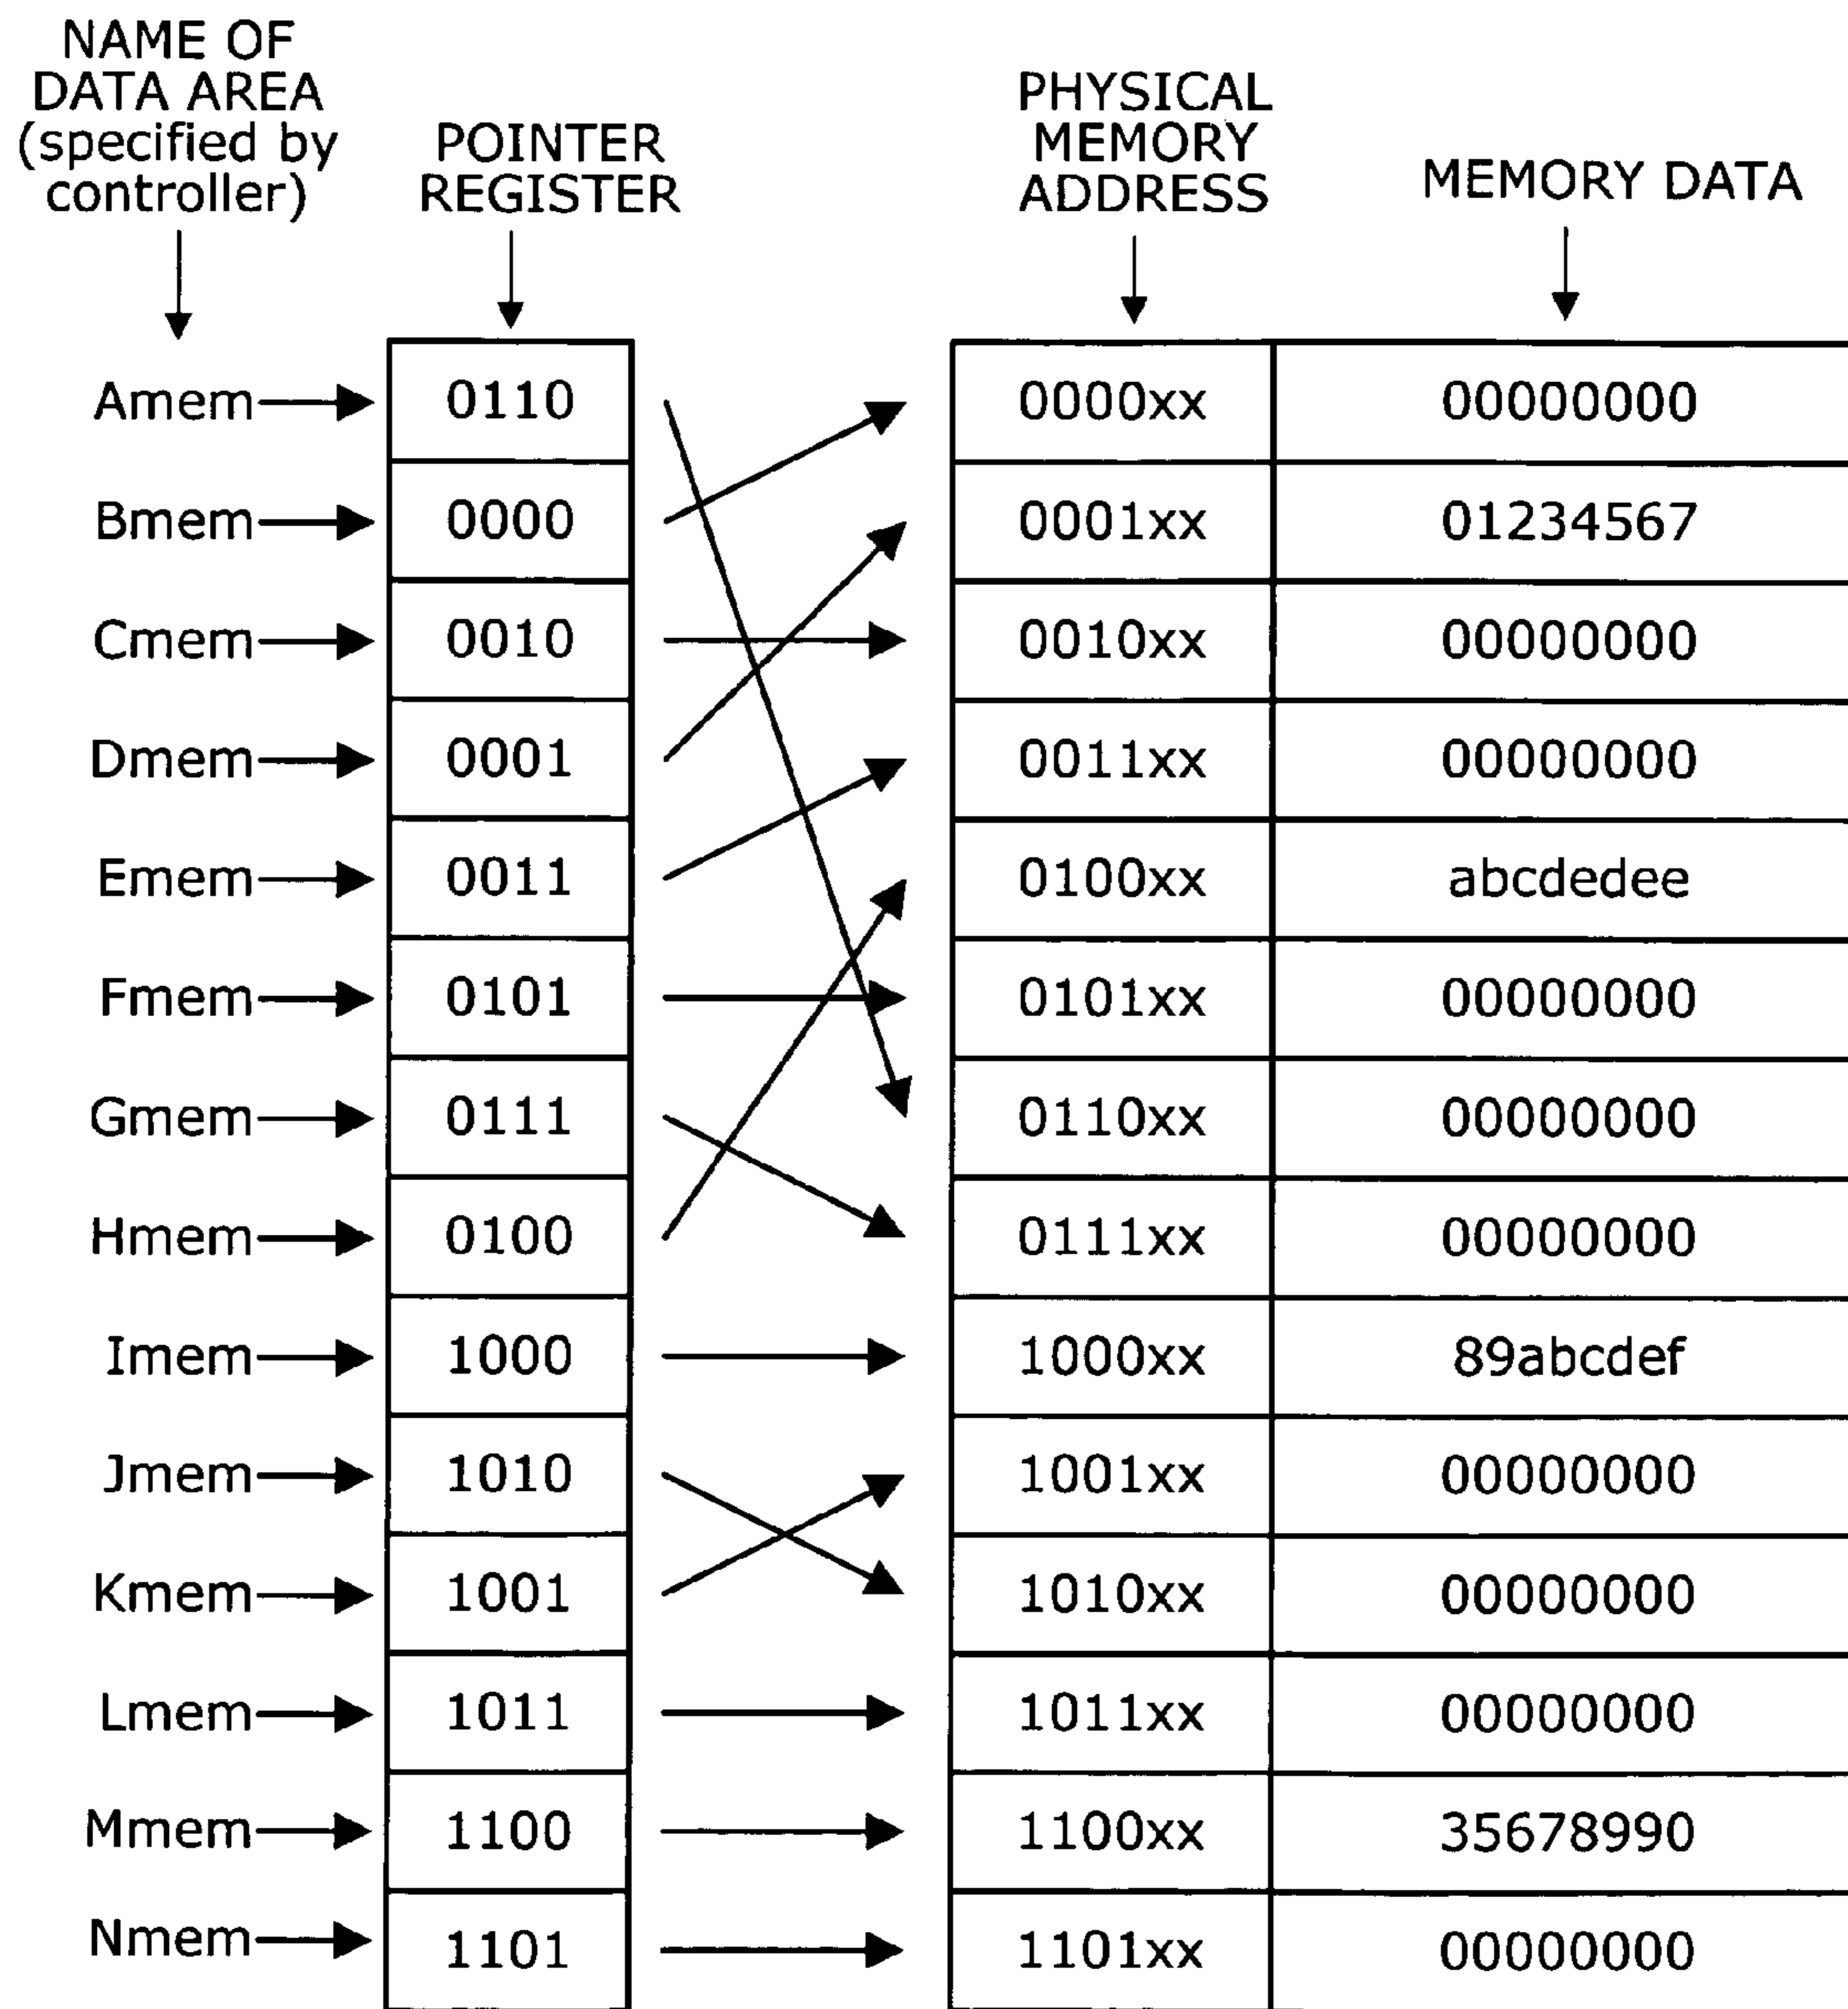 NAME OF
DATA AREA
(specified by
controller)
POINTER
REGISTER
PHYSICAL
MEMORY
ADDRESS
MEMORY DATA
Amem 0110 0000xx 00000000
Bmem 0000 0001xx 01234567
Cmem 0010 0010xx 00000000
Dmem 0001 0011xx 00000000
Emem 0011 0100xx abcdedee
Fmem 0101 0101xx 00000000
Gmem 0111 0110xx 00000000
Hmem 0100 0111xx 00000000
Imem 1000 1000xx 89abcdef
Jmem 1010 1001xx 00000000
Kmem 1001 1010xx 00000000
Lmem 1011 1011xx 00000000
Mmem 1100 1100xx 35678990
Nmem 1101 1101xx 00000000